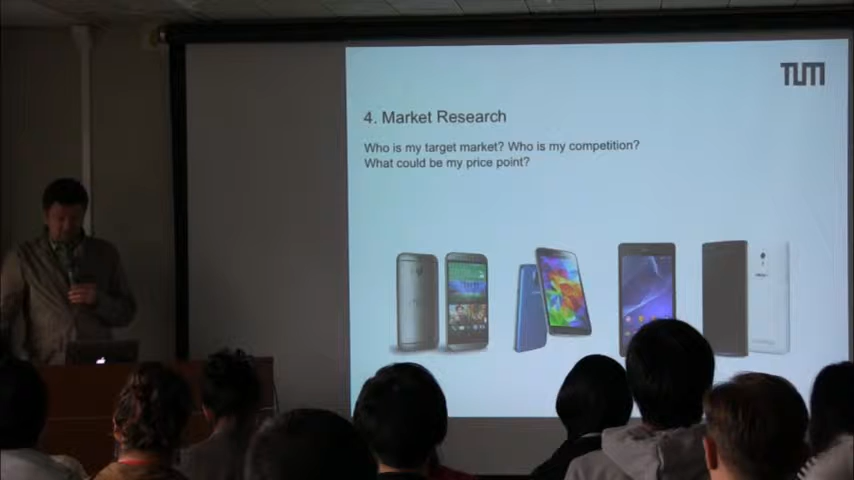 TUM
4. Market Research
Who is my target market? Who is my competition?
What could be my price point?